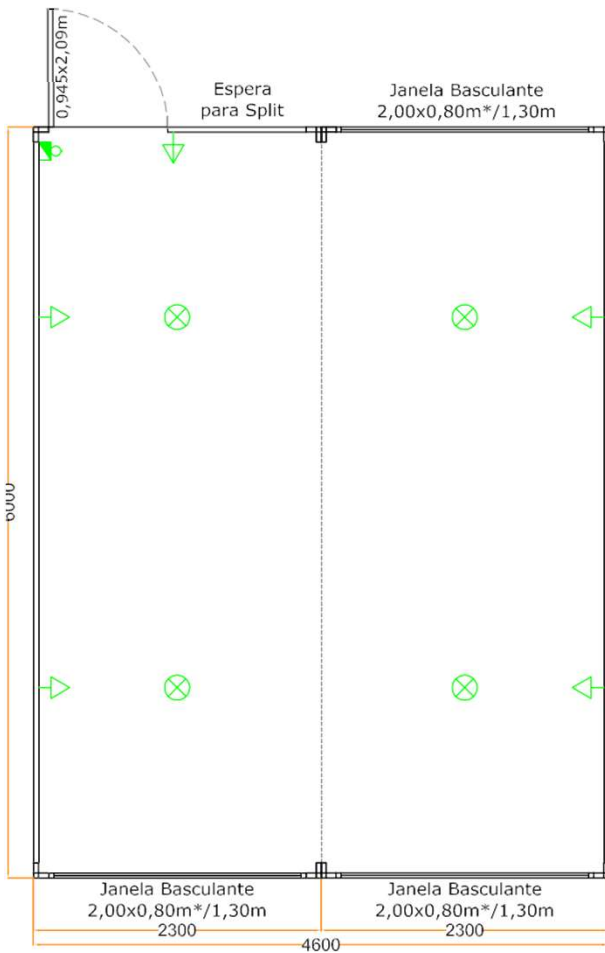 0,945x2,09m
Espera
para Split
Janela Basculante
2,00x0,80m*/1,30m
6000
Janela Basculante
2,00x0,80m*/1,30m
Janela Basculante
2,00x0,80m*/1,30m
2300
2300
4600